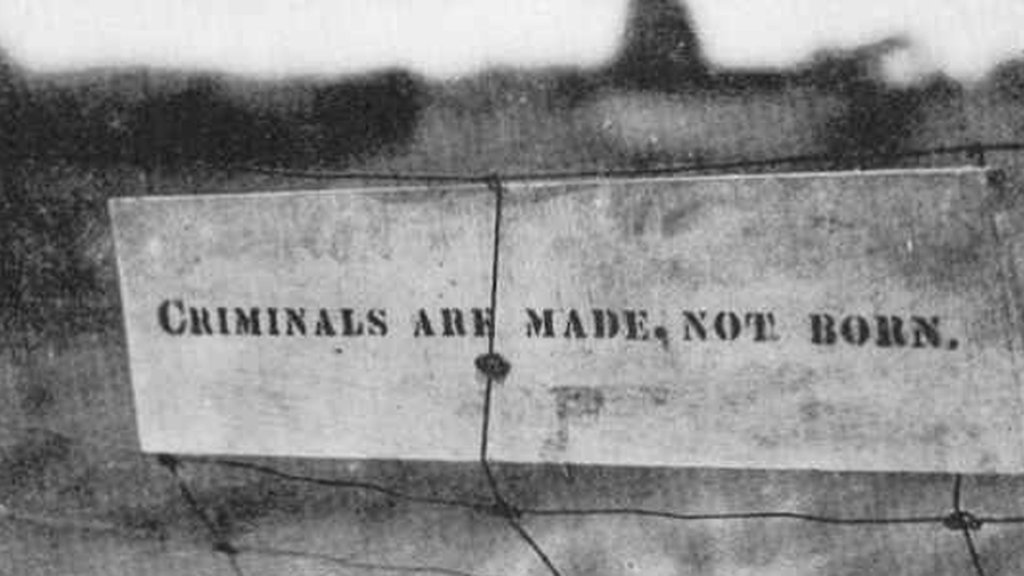 Criminals are made, not born.